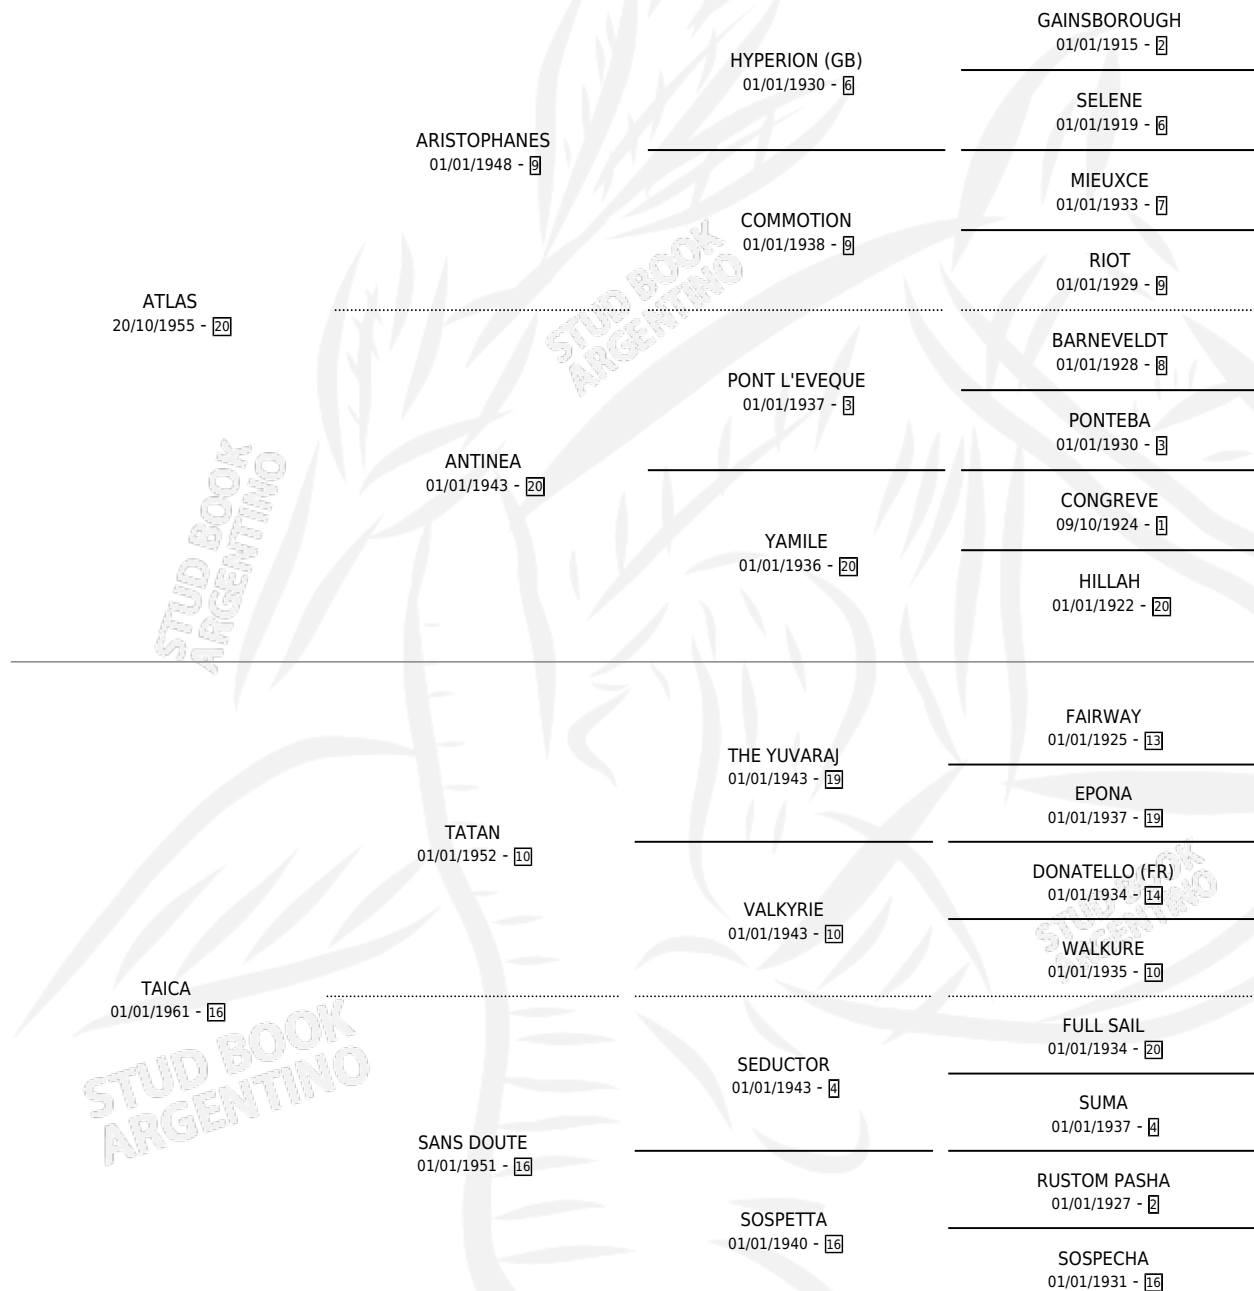 GAINSBOROUGH
01/01/1915 - 2
HYPERION (GB)
01/01/1930 - 6
SELENE
01/01/1919 - 6
ARISTOPHANES
01/01/1948 - 9
MIEUXCE
01/01/1933 - 7
COMMOTION
01/01/1938 - 9
RIOT
01/01/1929 - 9
ATLAS
20/10/1955 - 20
STUD BOOK
ARGENTINO
BARNEVELDT
01/01/1928 - 8
PONT L'EVEQUE
01/01/1937 - 3
PONTEBA
01/01/1930 - 3
ANTINEA
01/01/1943 - 20
CONGREVE
09/10/1924 - 1
YAMILE
01/01/1936 - 20
HILLAH
01/01/1922 - 20
STUD BOOK
ARGENTINO
FAIRWAY
01/01/1925 - 13
THE YUVARAJ
01/01/1943 - 19
EPONA
01/01/1937 - 19
TATAN
01/01/1952 - 10
DONATELLO (FR)
01/01/1934 - 14
VALKYRIE
01/01/1943 - 10
WALKURE
01/01/1935 - 10
STUD BOOK
ARGENTINO
TAICA
01/01/1961 - 16
STUD BOOK
ARGENTINO
FULL SAIL
01/01/1934 - 20
SEDUCTOR
01/01/1943 - 4
SUMA
01/01/1937 - 4
SANS DOUTE
01/01/1951 - 16
RUSTOM PASHA
01/01/1927 - 2
SOSPETTA
01/01/1940 - 16
SOSPECHA
01/01/1931 - 16